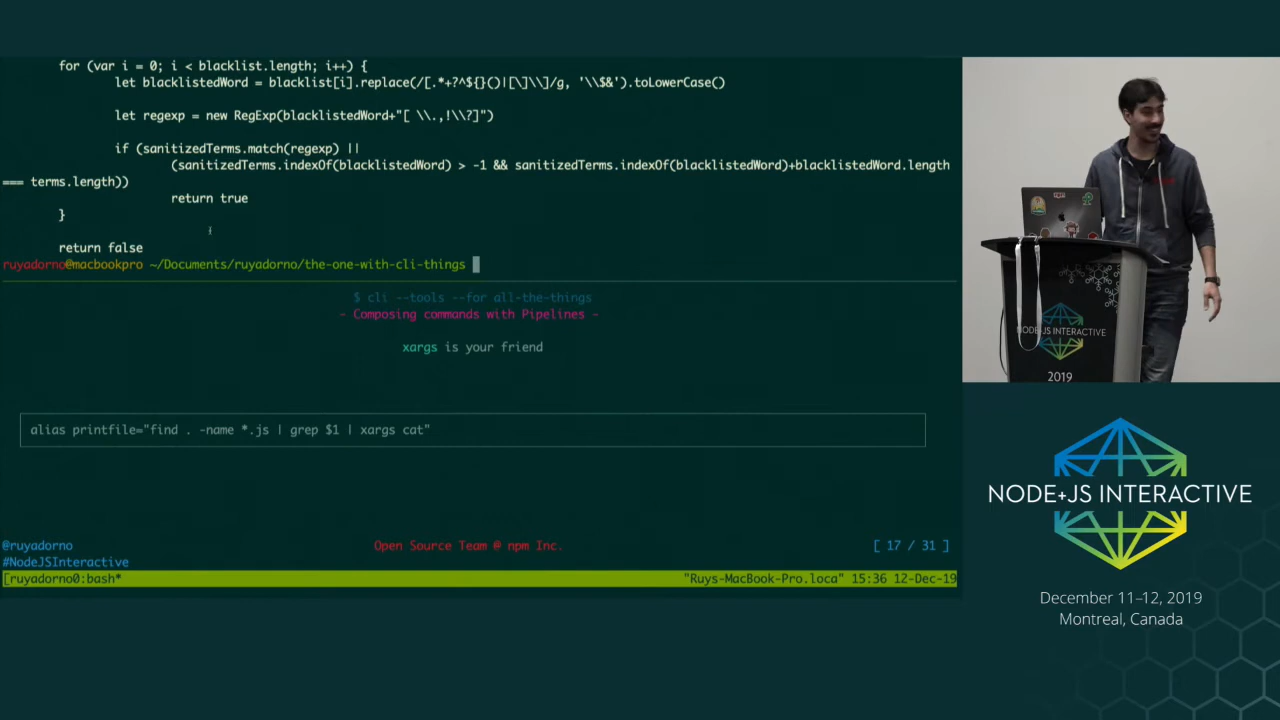 for (var i = 0; i < blacklist.length; i++) {
let blacklistedWord = blacklist[i].replace(/[.*+?^${}()|[\]\\]/g, '\\$&').toLowerCase()
let regexp = new RegExp(blacklistedWord+"[ \\.,!\\?]")
if (sanitizedTerms.match(regexp) ||
(sanitizedTerms.indexOf(blacklistedWord) > -1 && sanitizedTerms.indexOf(blacklistedWord)+blacklistedWord.length
=== terms.length))
return true
}
return false
ruyadorno@macbookpro ~/Documents/ruyadorno/the-one-with-cli-things
$ cli --tools --for all-the-things
- Composing commands with Pipelines -
xargs is your friend
alias printfile="find . -name *.js | grep $1 | xargs cat"
@ruyadorno
Open Source Team @ npm Inc.
[ 17 / 31 ]
#NodeJSInteractive
[ruyadorno0:bash*
"Ruys-MacBook-Pro.loca" 15:36 12-Dec-19
NODE+JS INTERACTIVE
2019
NODE+JS INTERACTIVE
December 11–12, 2019
Montreal, Canada